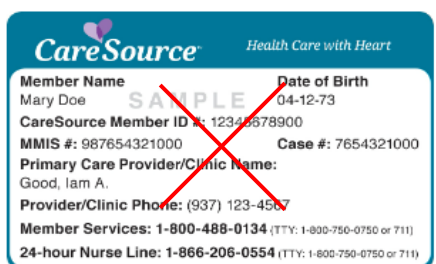 CareSource
Health Care with Heart
Member Name Date of Birth
Mary Doe SAMPLE 04-12-73
CareSource Member ID #: 12345678900
MMIS #: 987654321000 Case #: 7654321000
Primary Care Provider/Clinic Name:
Good, Iam A.
Provider/Clinic Phone: (937) 123-4567
Member Services: 1-800-488-0134 (TTY: 1-800-750-0750 or 711)
24-hour Nurse Line: 1-866-206-0554 (TTY: 1-800-750-0750 or 711)